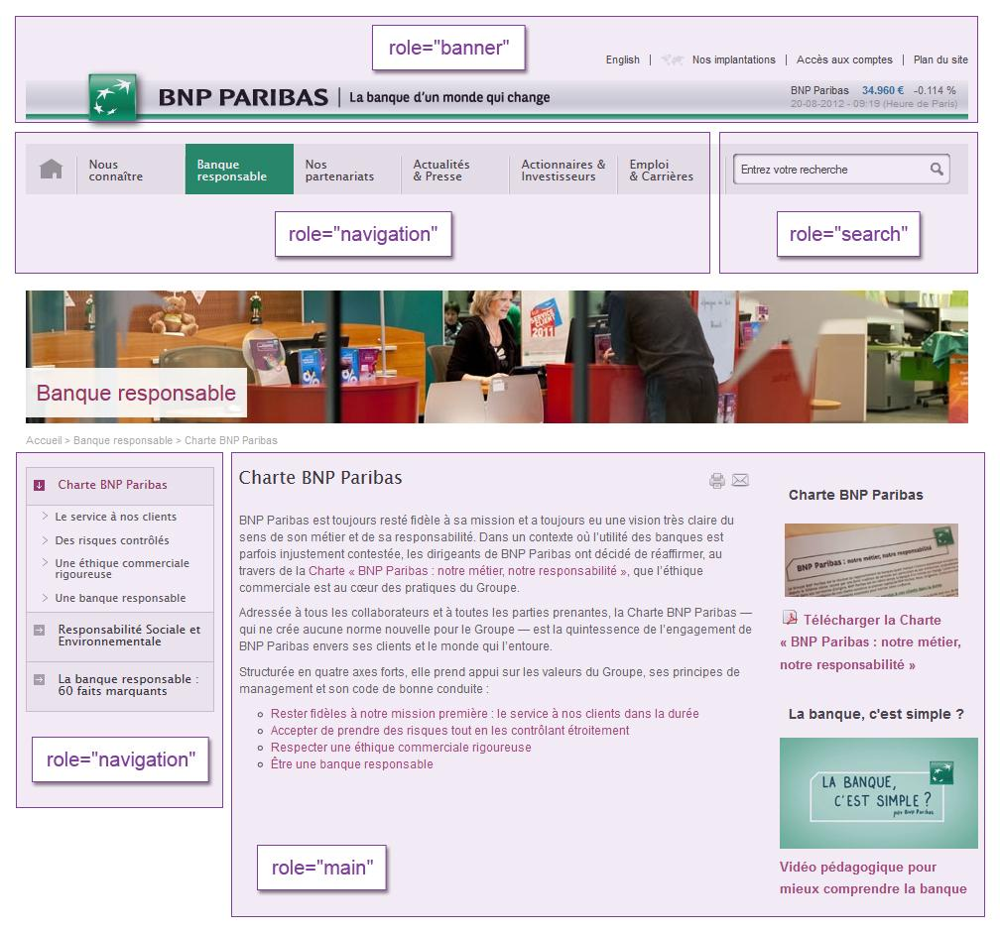 role="banner"
English | Nos implantations | Accès aux comptes | Plan du site
BNP PARIBAS | La banque d'un monde qui change
BNP Paribas 34.960 € -0.114 %
20-08-2012 - 09:19 (Heure de Paris)
Nous
connaître
Banque
responsable
Nos
partenariats
Actualités
& Presse
Actionnaires &
Investisseurs
Emploi
& Carrières
Entrez votre recherche
role="navigation"
role="search"
SERVICE
CLIENT
2011
Banque responsable
Accueil > Banque responsable > Charte BNP Paribas
Charte BNP Paribas
Le service à nos clients
Des risques contrôlés
Une éthique commerciale
rigoureuse
Une banque responsable
Responsabilité Sociale et
Environnementale
La banque responsable :
60 faits marquants
role="navigation"
Charte BNP Paribas
BNP Paribas est toujours resté fidèle à sa mission et a toujours eu une vision très claire du
sens de son métier et de sa responsabilité. Dans un contexte où l'utilité des banques est
parfois injustement contestée, les dirigeants de BNP Paribas ont décidé de réaffirmer, au
travers de la Charte « BNP Paribas : notre métier, notre responsabilité », que l'éthique
commerciale est au cœur des pratiques du Groupe.
Adressée à tous les collaborateurs et à toutes les parties prenantes, la Charte BNP Paribas —
qui ne crée aucune norme nouvelle pour le Groupe — est la quintessence de l'engagement de
BNP Paribas envers ses clients et le monde qui l'entoure.
Structurée en quatre axes forts, elle prend appui sur les valeurs du Groupe, ses principes de
management et son code de bonne conduite :
Rester fidèles à notre mission première : le service à nos clients dans la durée
Accepter de prendre des risques tout en les contrôlant étroitement
Respecter une éthique commerciale rigoureuse
Être une banque responsable
role="main"
Charte BNP Paribas
BNP Paribas : notre métier, notre responsabilité
Télécharger la Charte
« BNP Paribas : notre métier,
notre responsabilité »
La banque, c'est simple ?
LA BANQUE,
C'EST SIMPLE ?
par BNP Paribas
Vidéo pédagogique pour
mieux comprendre la banque